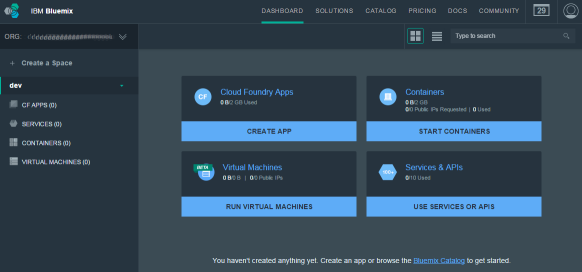 IBM Bluemix
DASHBOARD SOLUTIONS CATALOG PRICING DOCS COMMUNITY 29
ORG:
Type to search
+ Create a Space
dev
CF APPS (0)
SERVICES (0)
CONTAINERS (0)
VIRTUAL MACHINES (0)
CF
Cloud Foundry Apps
0 B/2 GB Used
CREATE APP
Containers
0 B/2 GB
0/0 Public IPs Requested | 0 Used
START CONTAINERS
BETA
Virtual Machines
0 B/0 B | 0/0 Public IPs
RUN VIRTUAL MACHINES
Services & APIs
0/10 Used
USE SERVICES OR APIS
You haven't created anything yet. Create an app or browse the Bluemix Catalog to get started.